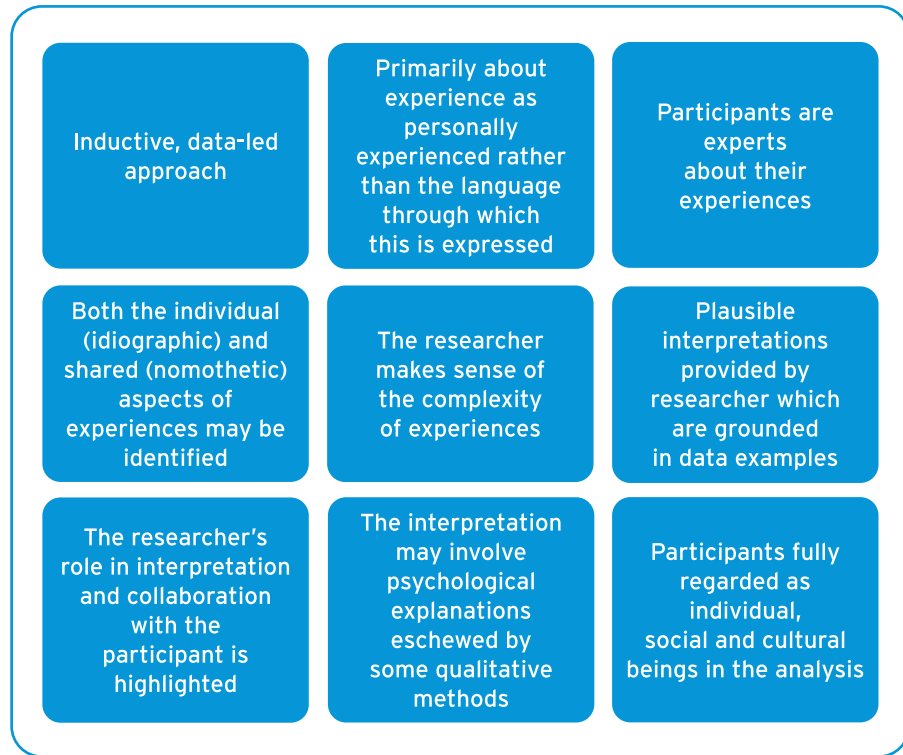 Inductive, data-led
approach
Primarily about
experience as
personally
experienced rather
than the language
through which
this is expressed
Participants are
experts
about their
experiences
Both the individual
(idiographic) and
shared (nomothetic)
aspects of
experiences may be
identified
The researcher
makes sense of
the complexity
of experiences
Plausible
interpretations
provided by
researcher which
are grounded
in data examples
The researcher’s
role in interpretation
and collaboration
with the
participant is
highlighted
The interpretation
may involve
psychological
explanations
eschewed by
some qualitative
methods
Participants fully
regarded as
individual,
social and cultural
beings in the analysis